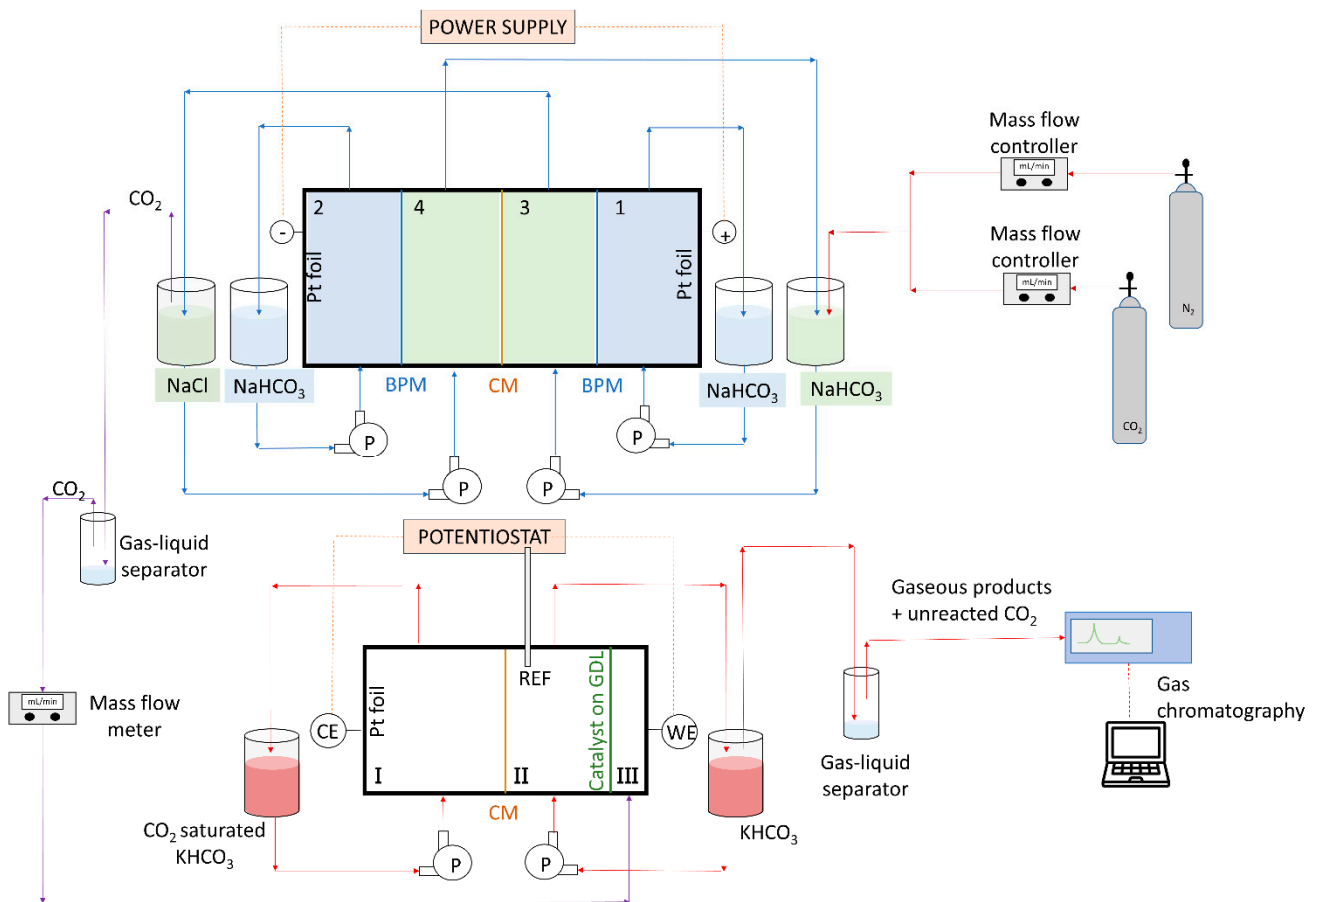 POWER SUPPLY
Mass flow
controller
mL/min
CO₂
2
4
3
1
-
+
Pt foil
Pt foil
Mass flow
controller
mL/min
N₂
CO₂
NaCl
NaHCO₃
BPM
CM
BPM
NaHCO₃
NaHCO₃
P
P
P
P
CO₂
Gas-liquid
separator
POTENTIOSTAT
Gaseous products
+ unreacted CO₂
REF
Pt foil
Catalyst on GDL
CE
WE
I
II
III
mL/min
Mass flow
meter
Gas
chromatography
Gas-liquid
separator
CM
CO₂ saturated
KHCO₃
KHCO₃
P
P